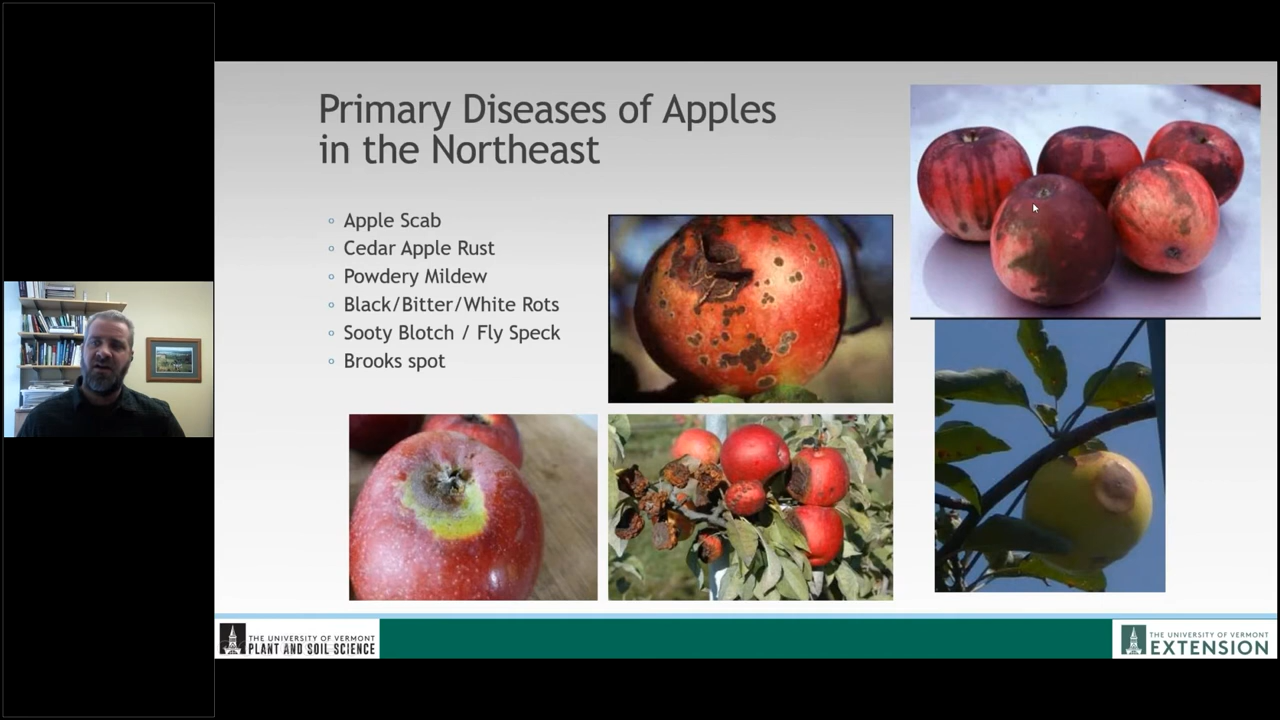 Primary Diseases of Apples
in the Northeast
Apple Scab
Cedar Apple Rust
Powdery Mildew
Black/Bitter/White Rots
Sooty Blotch / Fly Speck
Brooks spot
THE UNIVERSITY OF VERMONT
PLANT AND SOIL SCIENCE
THE UNIVERSITY OF VERMONT
EXTENSION